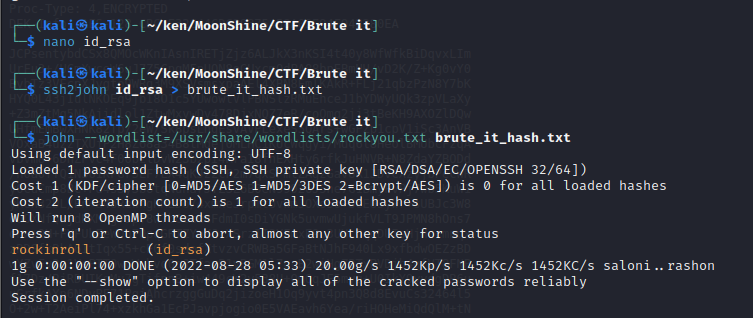 Proc-Type: 4,ENCRYPTED
┌──(kali㉿kali)-[~/ken/MoonShine/CTF/Brute it]
└─$ nano id_rsa
┌──(kali㉿kali)-[~/ken/MoonShine/CTF/Brute it]
└─$ ssh2john id_rsa > brute_it_hash.txt
┌──(kali㉿kali)-[~/ken/MoonShine/CTF/Brute it]
└─$ john --wordlist=/usr/share/wordlists/rockyou.txt brute_it_hash.txt
Using default input encoding: UTF-8
Loaded 1 password hash (SSH, SSH private key [RSA/DSA/EC/OPENSSH 32/64])
Cost 1 (KDF/cipher [0=MD5/AES 1=MD5/3DES 2=Bcrypt/AES]) is 0 for all loaded hashes
Cost 2 (iteration count) is 1 for all loaded hashes
Will run 8 OpenMP threads
Press 'q' or Ctrl-C to abort, almost any other key for status
rockinroll       (id_rsa)
1g 0:00:00:00 DONE (2022-08-28 05:33) 20.00g/s 1452Kp/s 1452Kc/s 1452KC/s saloni..rashon
Use the "--show" option to display all of the cracked passwords reliably
Session completed.